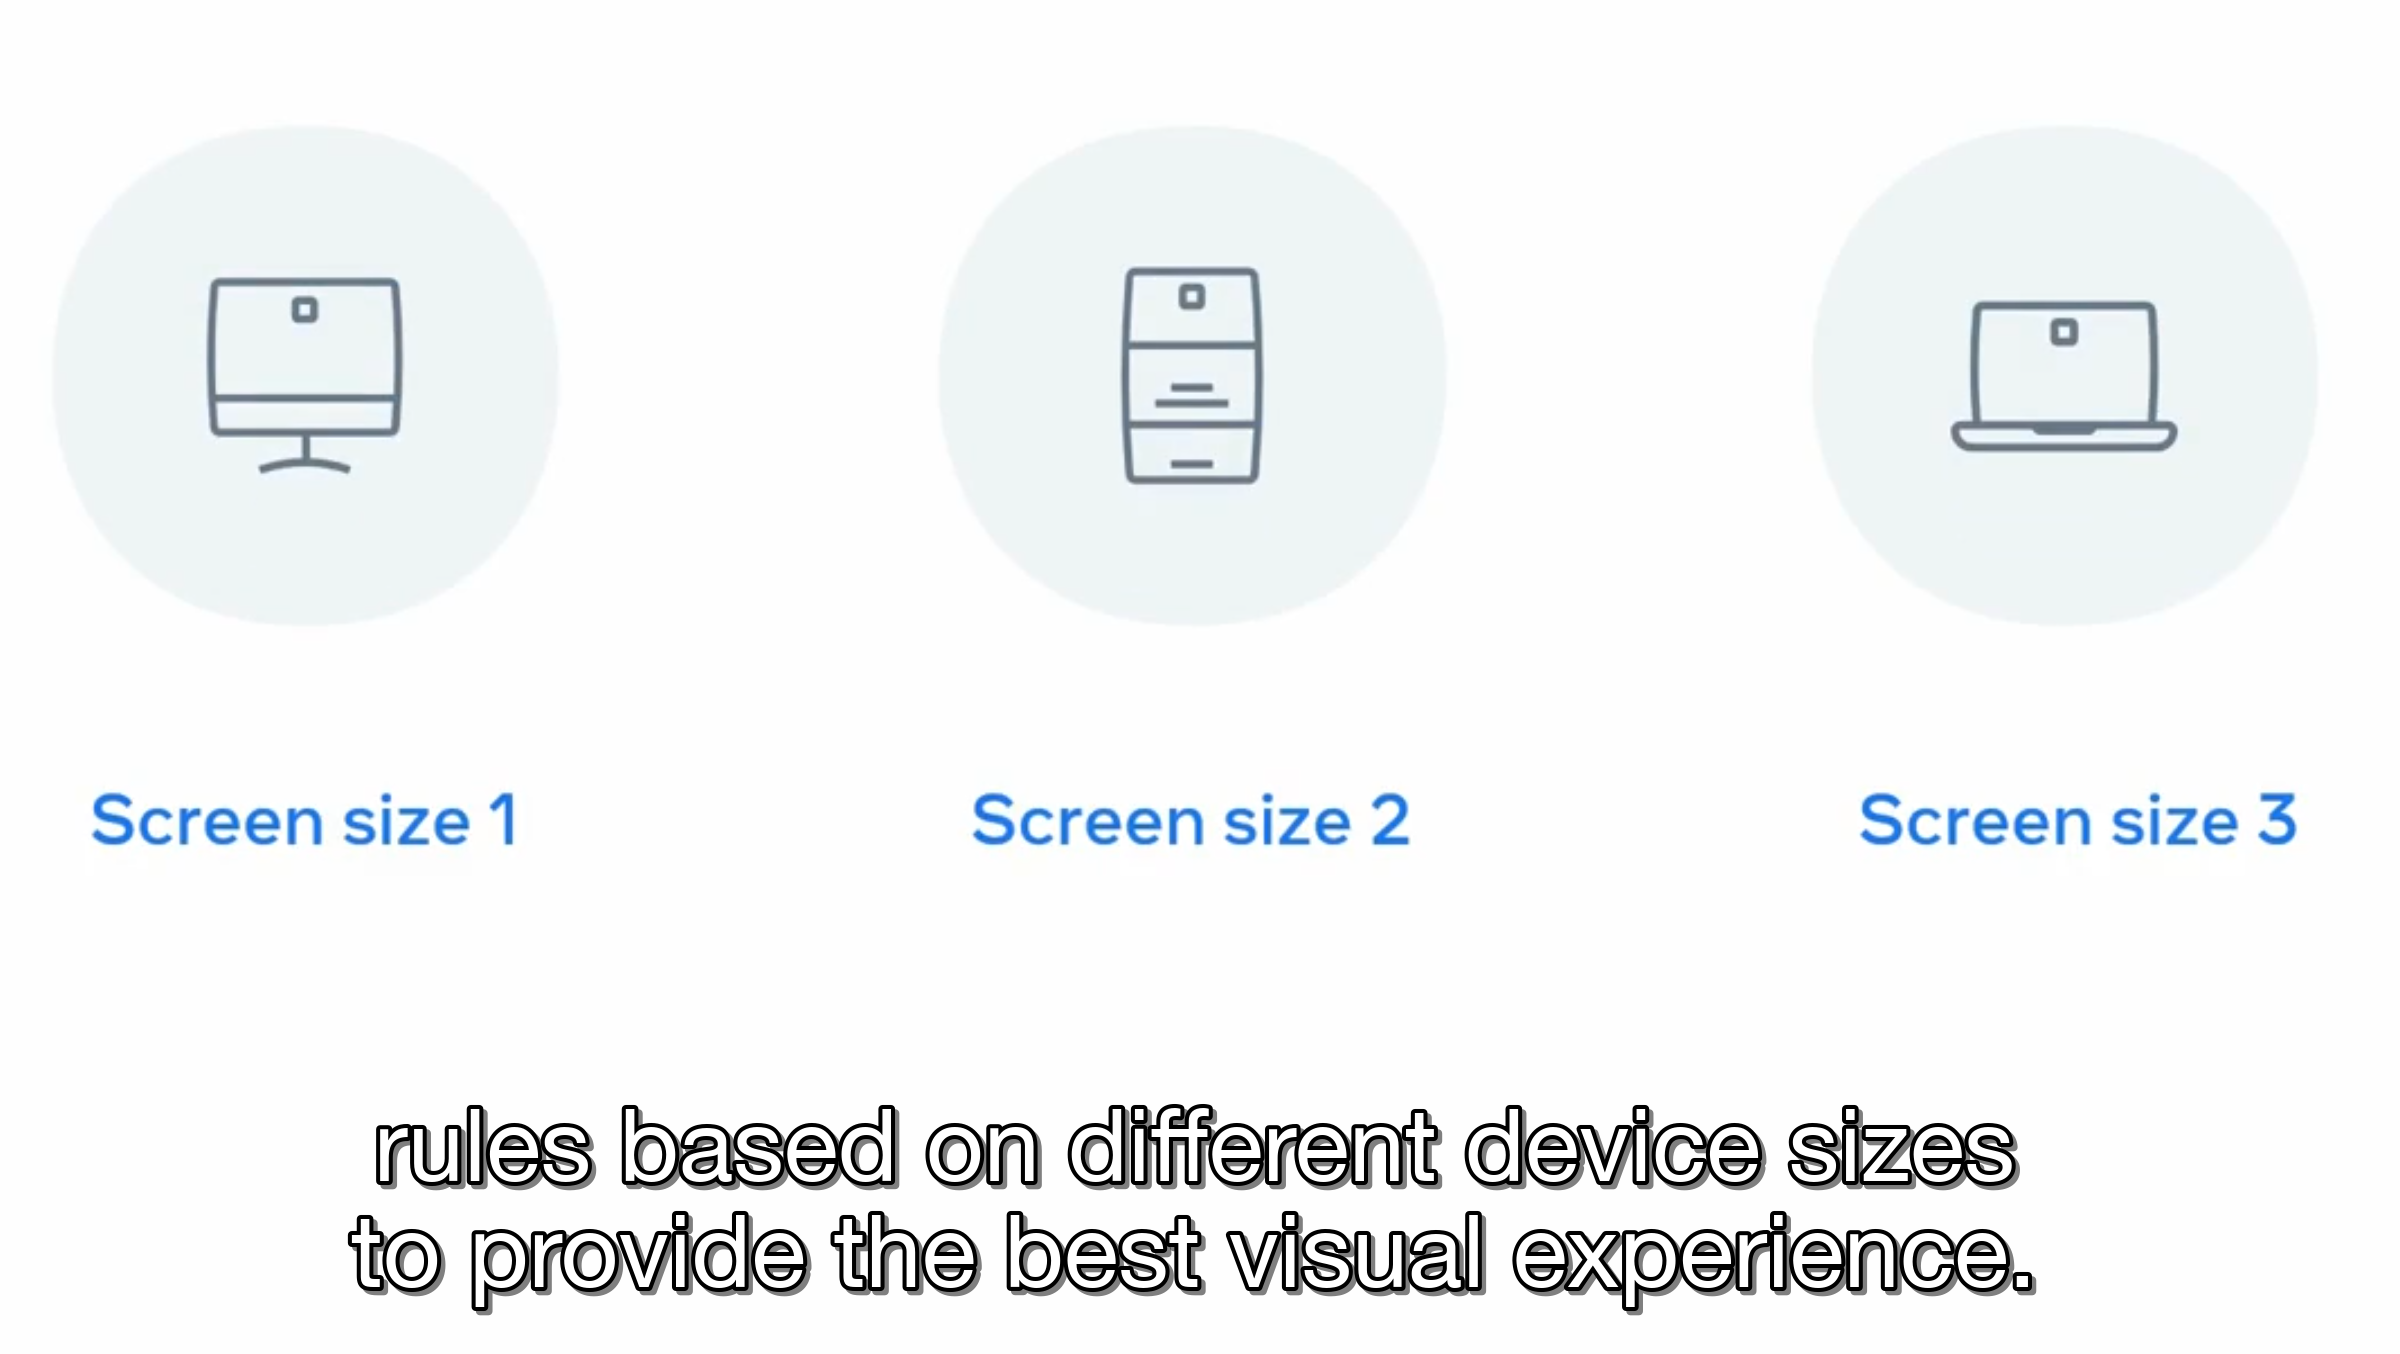 Screen size 1
Screen size 2
Screen size 3
rules based on different device sizes
to provide the best visual experience.